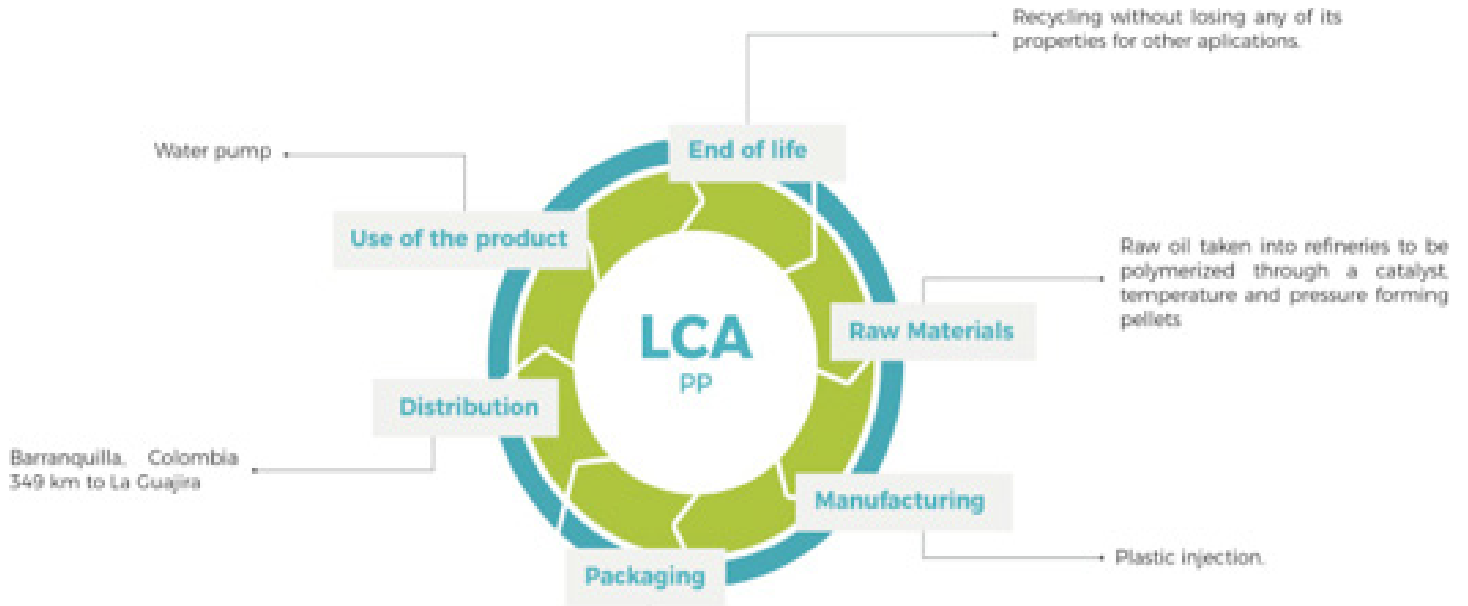 Recycling without losing any of its
properties for other aplications.
Water pump
End of life
Use of the product
Raw oil taken into refineries to be
polymerized through a catalyst,
temperature and pressure forming
pellets
LCA
PP
Raw Materials
Distribution
Barranquilla, Colombia
349 km to La Guajira
Manufacturing
Plastic injection.
Packaging